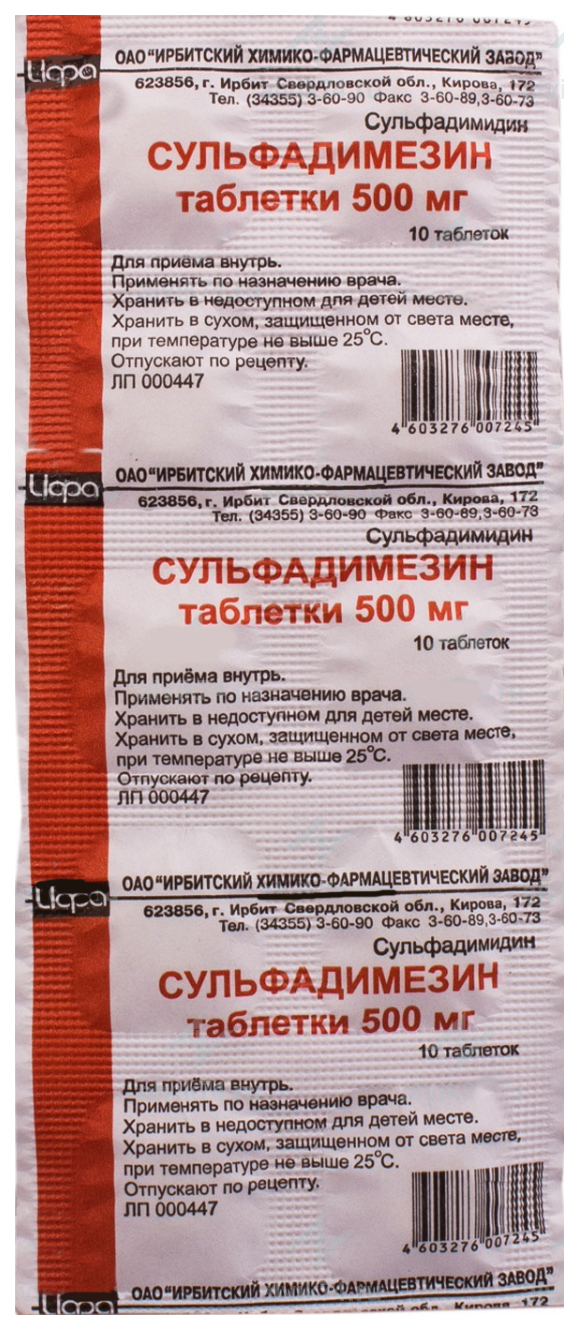 4 603276 007245
Исфа
ОАО "ИРБИТСКИЙ ХИМИКО-ФАРМАЦЕВТИЧЕСКИЙ ЗАВОД"
623856, г. Ирбит Свердловской обл., Кирова, 172
Тел. (34355) 3-60-90 Факс 3-60-89,3-60-73
Сульфадимидин
СУЛЬФАДИМЕЗИН
таблетки 500 мг
10 таблеток
Для приёма внутрь.
Применять по назначению врача.
Хранить в недоступном для детей месте.
Хранить в сухом, защищенном от света месте,
при температуре не выше 25°С.
Отпускают по рецепту.
ЛП 000447
4 603276 007245
Исфа
ОАО "ИРБИТСКИЙ ХИМИКО-ФАРМАЦЕВТИЧЕСКИЙ ЗАВОД"
623856, г. Ирбит Свердловской обл., Кирова, 172
Тел. (34355) 3-60-90 Факс 3-60-89,3-60-73
Сульфадимидин
СУЛЬФАДИМЕЗИН
таблетки 500 мг
10 таблеток
Для приёма внутрь.
Применять по назначению врача.
Хранить в недоступном для детей месте.
Хранить в сухом, защищенном от света месте,
при температуре не выше 25°С.
Отпускают по рецепту.
ЛП 000447
4 603276 007245
Исфа
ОАО "ИРБИТСКИЙ ХИМИКО-ФАРМАЦЕВТИЧЕСКИЙ ЗАВОД"
623856, г. Ирбит Свердловской обл., Кирова, 172
Тел. (34355) 3-60-90 Факс 3-60-89,3-60-73
Сульфадимидин
СУЛЬФАДИМЕЗИН
таблетки 500 мг
10 таблеток
Для приёма внутрь.
Применять по назначению врача.
Хранить в недоступном для детей месте.
Хранить в сухом, защищенном от света месте,
при температуре не выше 25°С.
Отпускают по рецепту.
ЛП 000447
4 603276 007245
Исфа
ОАО "ИРБИТСКИЙ ХИМИКО-ФАРМАЦЕВТИЧЕСКИЙ ЗАВОД"
обл., Кирова, 172